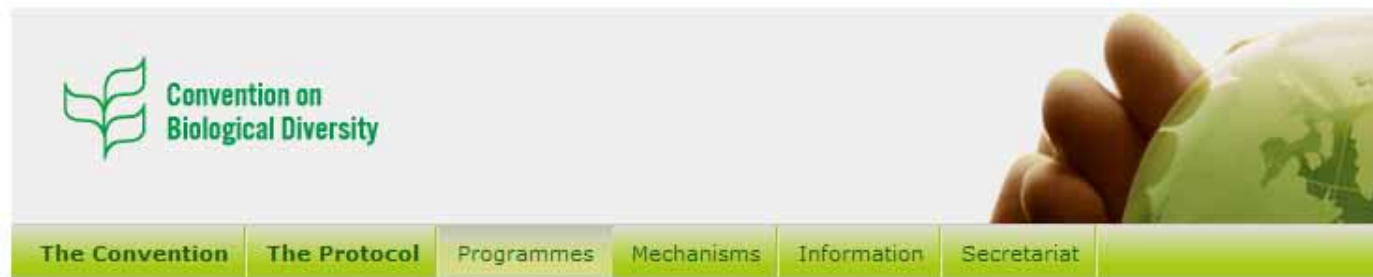 Convention on
Biological Diversity
The Convention The Protocol Programmes Mechanisms Information Secretariat